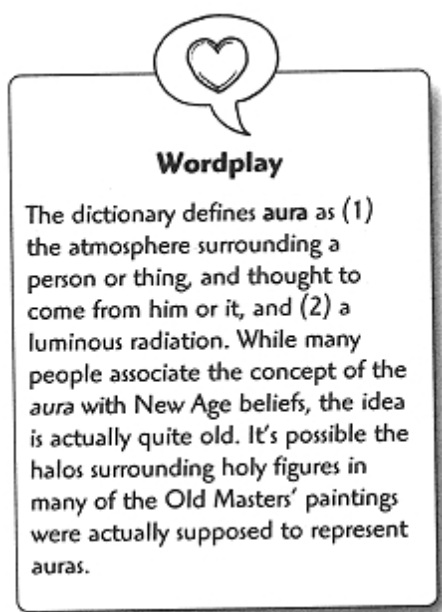 Wordplay
The dictionary defines aura as (1)
the atmosphere surrounding a
person or thing, and thought to
come from him or it, and (2) a
luminous radiation. While many
people associate the concept of the
aura with New Age beliefs, the idea
is actually quite old. It's possible the
halos surrounding holy figures in
many of the Old Masters' paintings
were actually supposed to represent
auras.